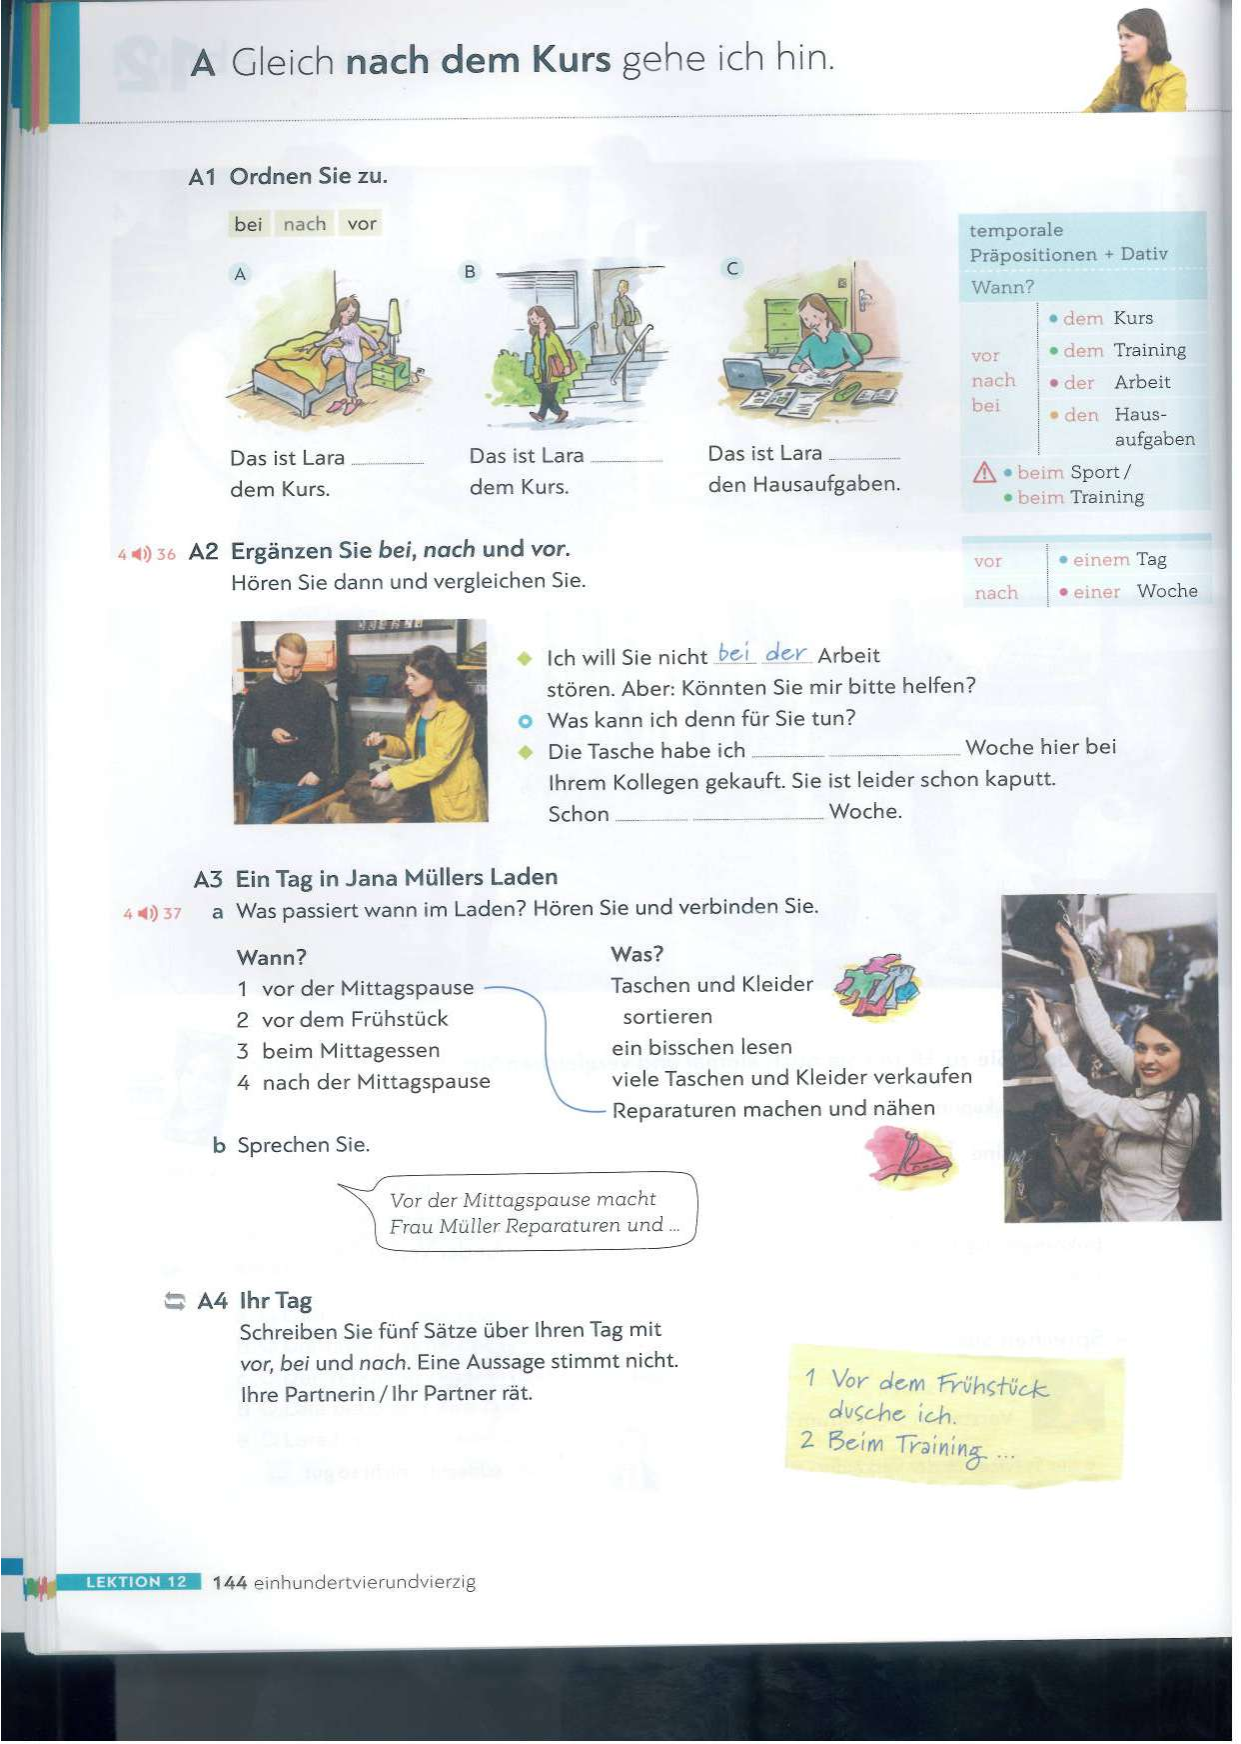 A Gleich nach dem Kurs gehe ich hin.
A1 Ordnen Sie zu.
bei nach vor
A
B
C
Das ist Lara ________
dem Kurs.
Das ist Lara ________
dem Kurs.
Das ist Lara ________
den Hausaufgaben.
temporale
Präpositionen + Dativ
Wann?
vor
nach
bei
• dem Kurs
• dem Training
• der Arbeit
• den Haus-
aufgaben
• beim Sport /
• beim Training
vor • einem Tag
nach • einer Woche
4 36 A2 Ergänzen Sie bei, nach und vor.
Hören Sie dann und vergleichen Sie.
Ich will Sie nicht bei der Arbeit
stören. Aber: Könnten Sie mir bitte helfen?
Was kann ich denn für Sie tun?
Die Tasche habe ich ________ ________ Woche hier bei
Ihrem Kollegen gekauft. Sie ist leider schon kaputt.
Schon ________ ________ Woche.
A3 Ein Tag in Jana Müllers Laden
4 37 a Was passiert wann im Laden? Hören Sie und verbinden Sie.
Wann?
1 vor der Mittagspause
2 vor dem Frühstück
3 beim Mittagessen
4 nach der Mittagspause
Was?
Taschen und Kleider
sortieren
ein bisschen lesen
viele Taschen und Kleider verkaufen
Reparaturen machen und nähen
b Sprechen Sie.
Vor der Mittagspause macht
Frau Müller Reparaturen und ...
A4 Ihr Tag
Schreiben Sie fünf Sätze über Ihren Tag mit
vor, bei und nach. Eine Aussage stimmt nicht.
Ihre Partnerin / Ihr Partner rät.
1 Vor dem Frühstück
dusche ich.
2 Beim Training ...
LEKTION 12 144 einhundertvierundvierzig